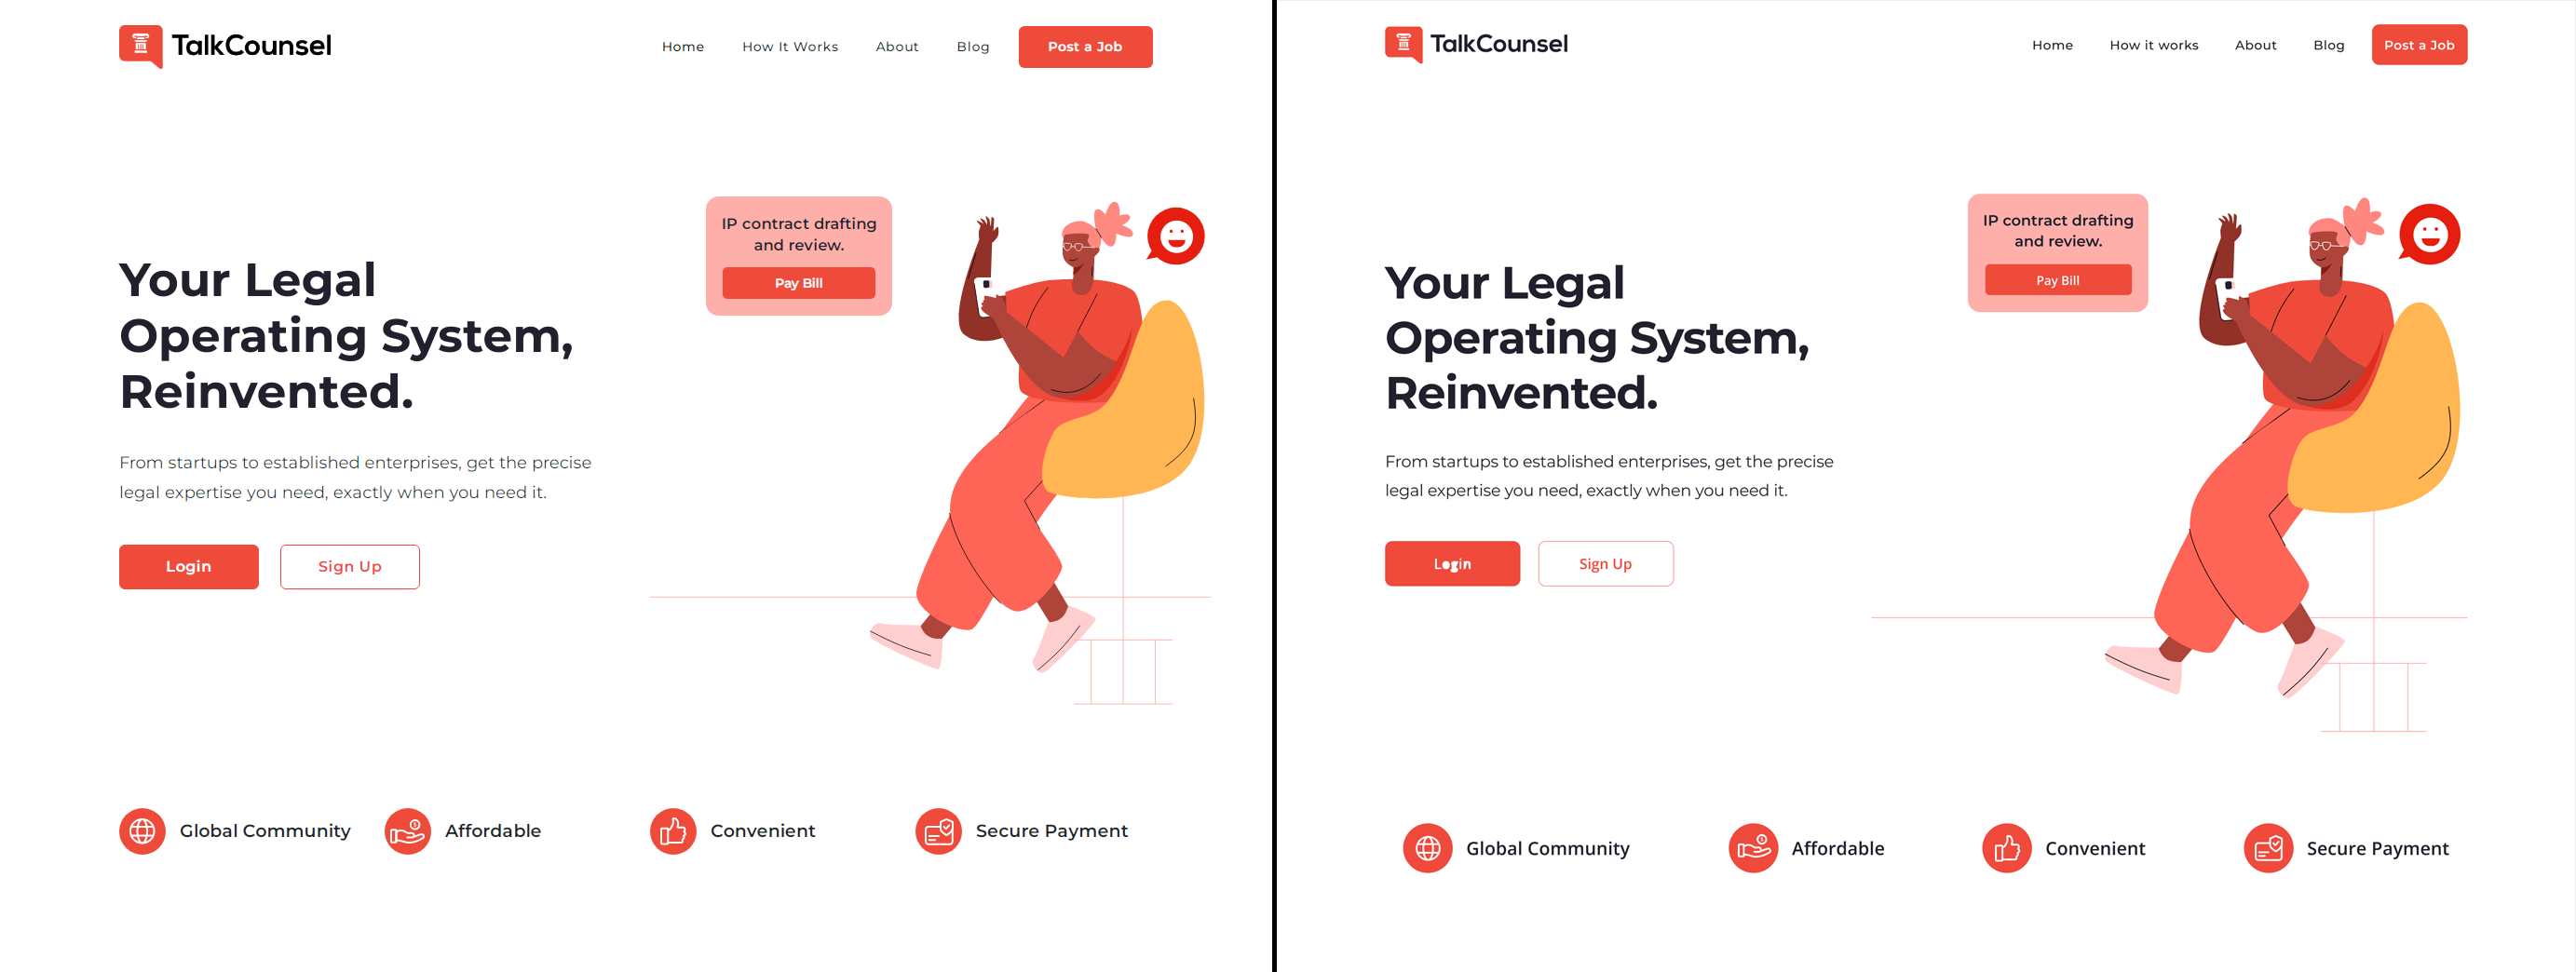 TalkCounsel
Home How It Works About Blog Post a Job
IP contract drafting
and review.
Pay Bill
Your Legal
Operating System,
Reinvented.
From startups to established enterprises, get the precise
legal expertise you need, exactly when you need it.
Login Sign Up
Global Community Affordable Convenient Secure Payment
TalkCounsel
Home How it works About Blog Post a Job
IP contract drafting
and review.
Pay Bill
Your Legal
Operating System,
Reinvented.
From startups to established enterprises, get the precise
legal expertise you need, exactly when you need it.
Login Sign Up
Global Community Affordable Convenient Secure Payment